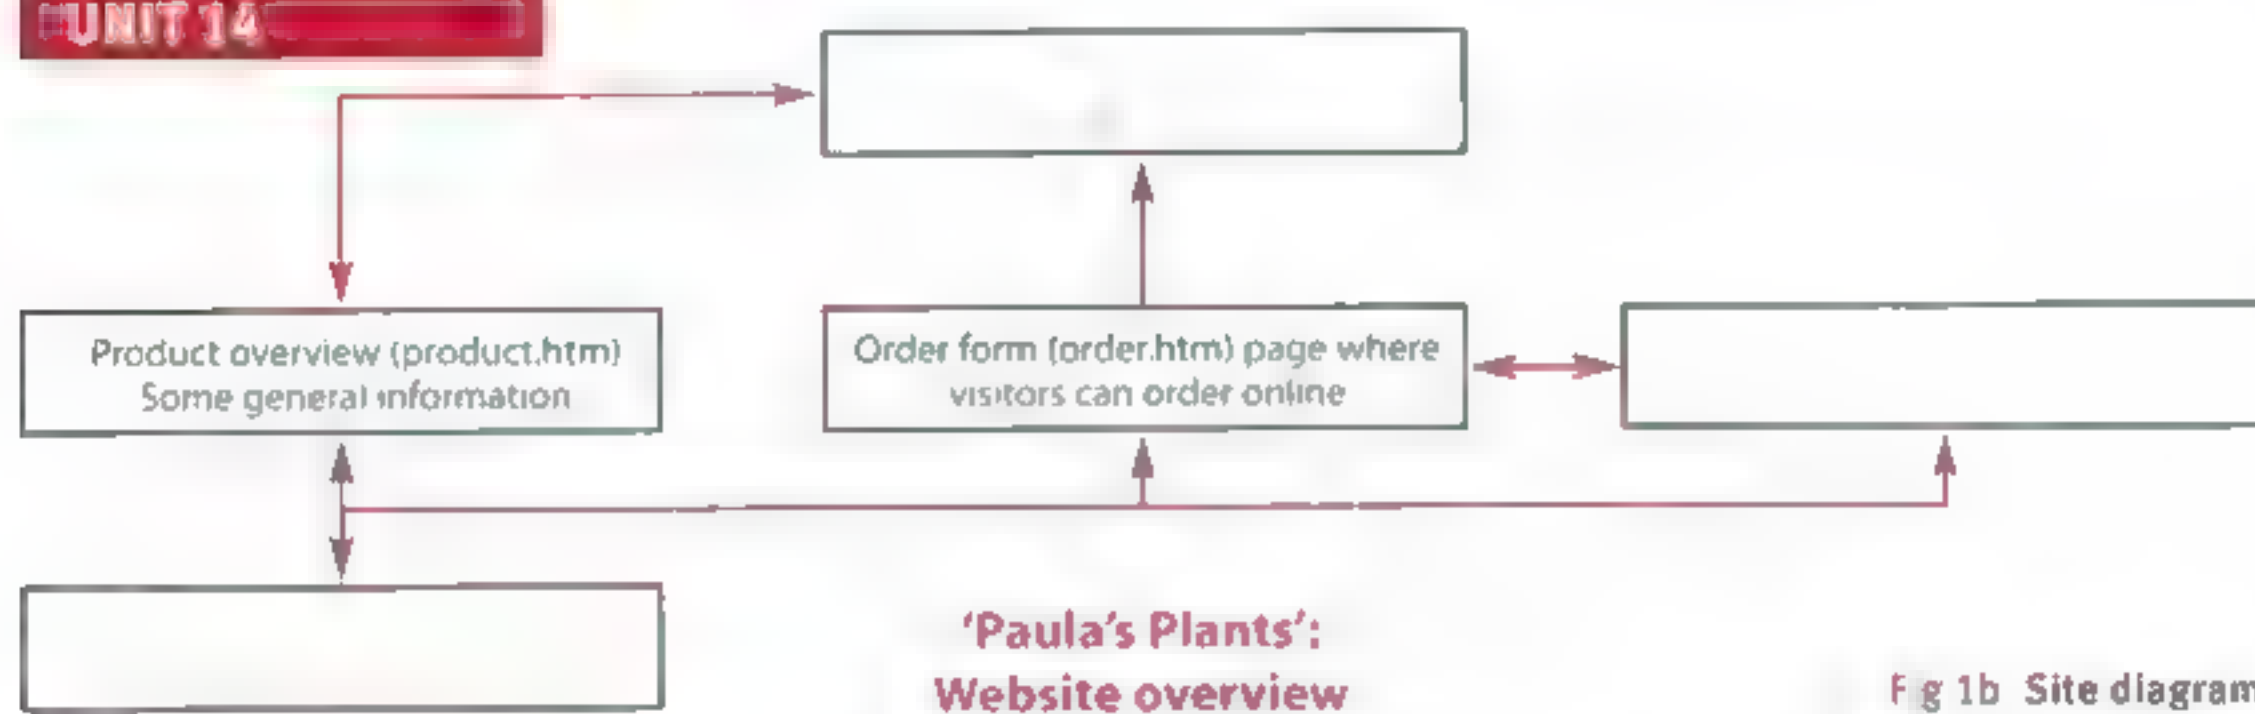 UNIT 14
Product overview (product.htm)
Some general information
Order form (order.htm) page where
visitors can order online
‘Paula’s Plants’:
Website overview
Fig 1b Site diagram